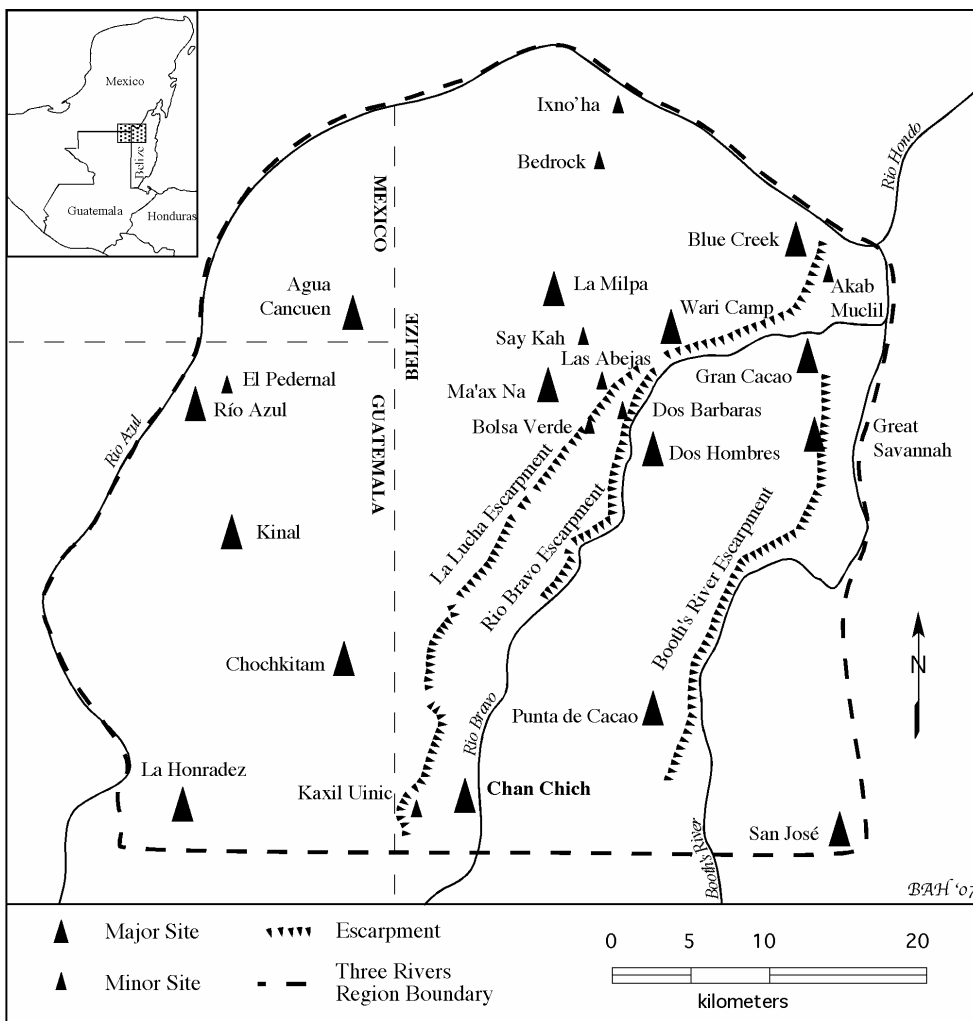 Mexico
Belize
Guatemala
Honduras
Ixno'ha
Bedrock
Rio Hondo
MEXICO
Blue Creek
Akab
Muclil
Agua
Cancuen
La Milpa
Wari Camp
BELIZE
Say Kah
Las Abejas
El Pedernal
Río Azul
Ma'ax Na
Gran Cacao
GUATEMALA
Bolsa Verde
Dos Barbaras
Great
Savannah
Rio Azul
Dos Hombres
La Lucha Escarpment
Kinal
Rio Bravo Escarpment
Booth's River Escarpment
N
Chochkitam
Punta de Cacao
Rio Bravo
La Honradez
Kaxil Uinic
Chan Chich
San José
Booth's River
BAH '07
Major Site
Escarpment
Minor Site
Three Rivers
Region Boundary
0 5 10 20
kilometers